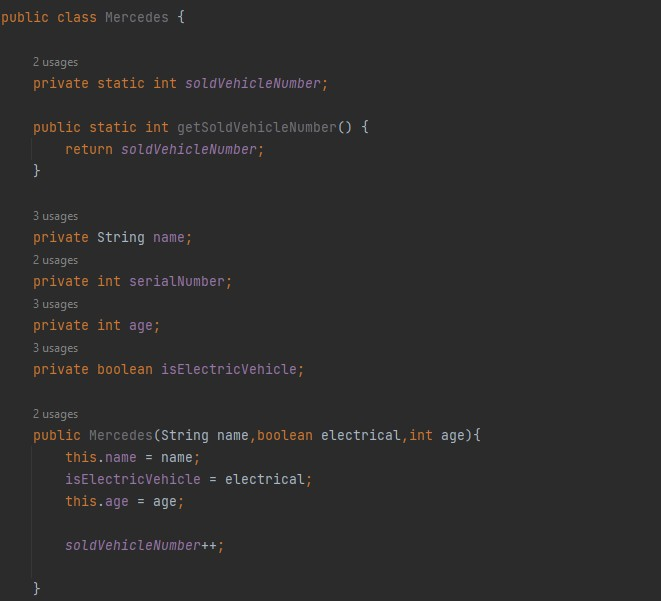 public class Mercedes {
2 usages
private static int soldVehicleNumber;
public static int getSoldVehicleNumber() {
return soldVehicleNumber;
}
3 usages
private String name;
2 usages
private int serialNumber;
3 usages
private int age;
3 usages
private boolean isElectricVehicle;
2 usages
public Mercedes(String name,boolean electrical,int age){
this.name = name;
isElectricVehicle = electrical;
this.age = age;
soldVehicleNumber++;
}